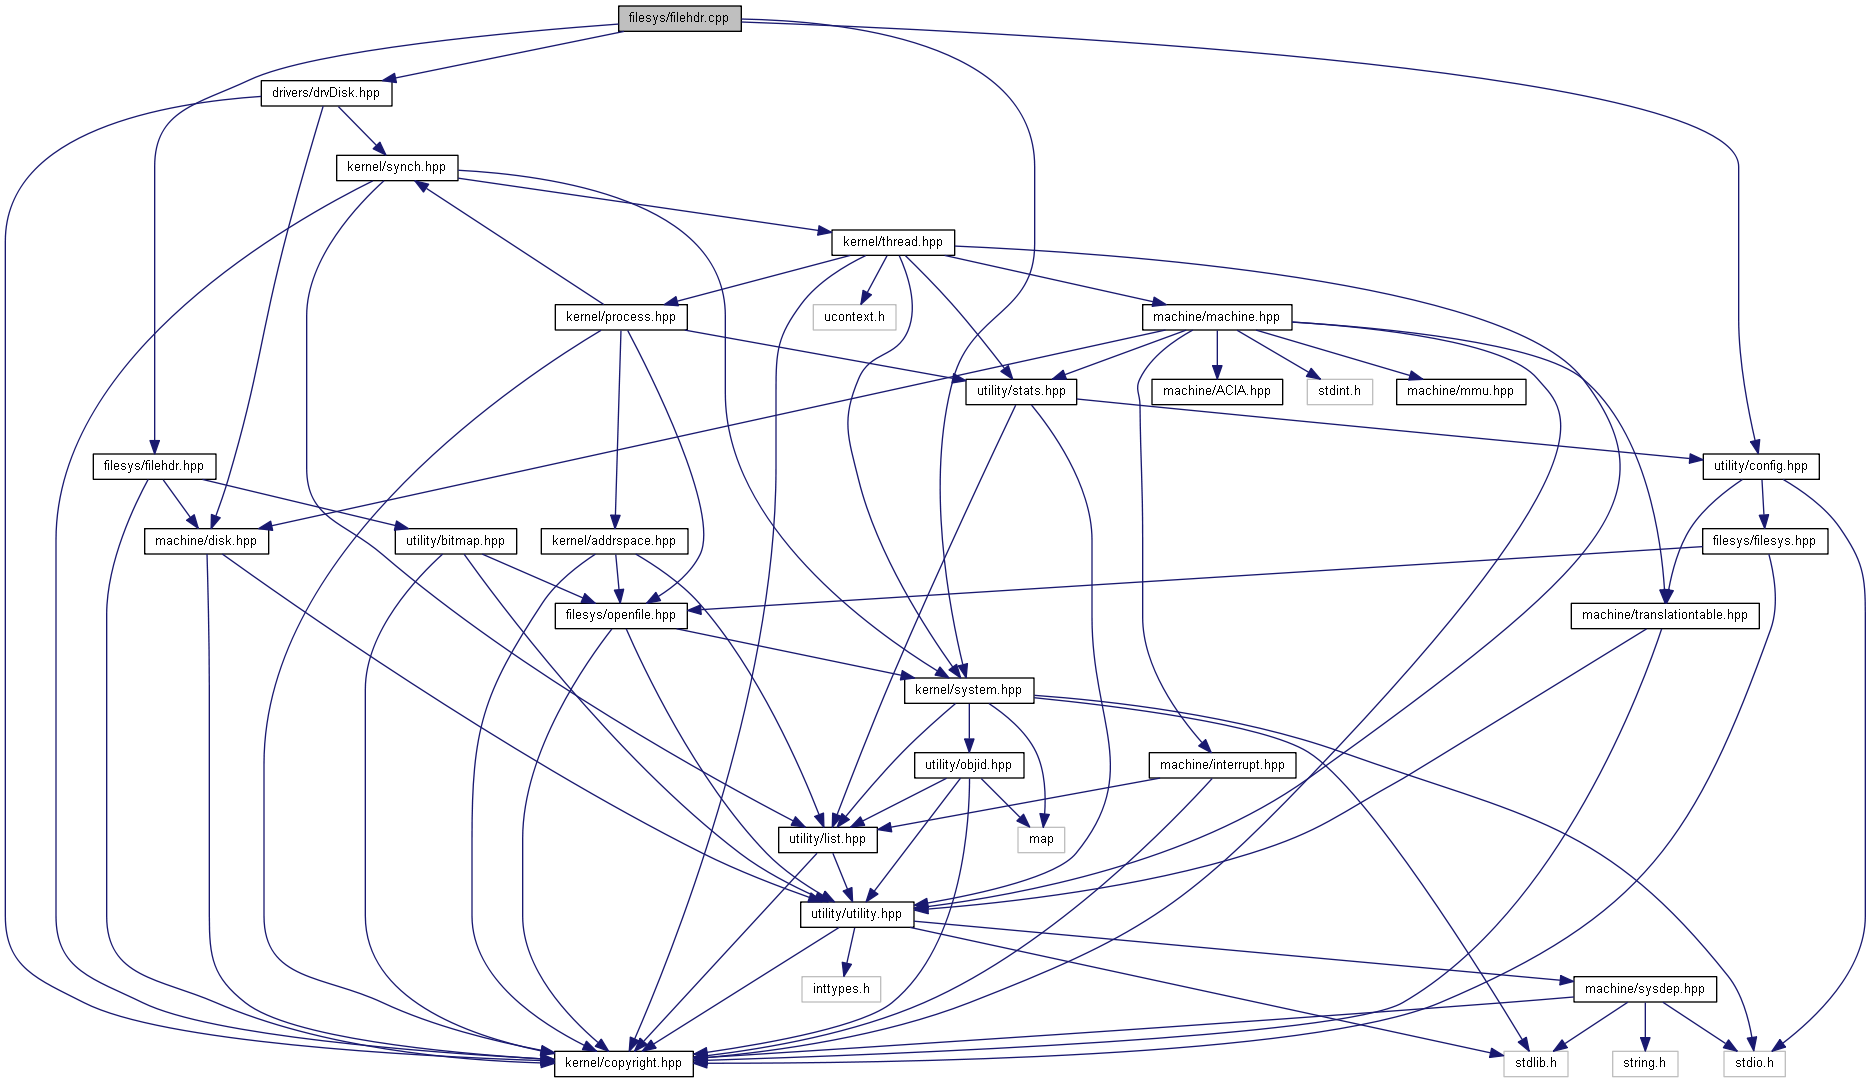 filesys/filehdr.cpp
drivers/drvDisk.hpp
kernel/synch.hpp
kernel/thread.hpp
kernel/process.hpp
ucontext.h
machine/machine.hpp
utility/stats.hpp
machine/ACIA.hpp
stdint.h
machine/mmu.hpp
filesys/filehdr.hpp
utility/config.hpp
machine/disk.hpp
utility/bitmap.hpp
kernel/addrspace.hpp
filesys/filesys.hpp
filesys/openfile.hpp
machine/translationtable.hpp
kernel/system.hpp
utility/objid.hpp
machine/interrupt.hpp
utility/list.hpp
map
utility/utility.hpp
inttypes.h
machine/sysdep.hpp
kernel/copyright.hpp
stdlib.h
string.h
stdio.h